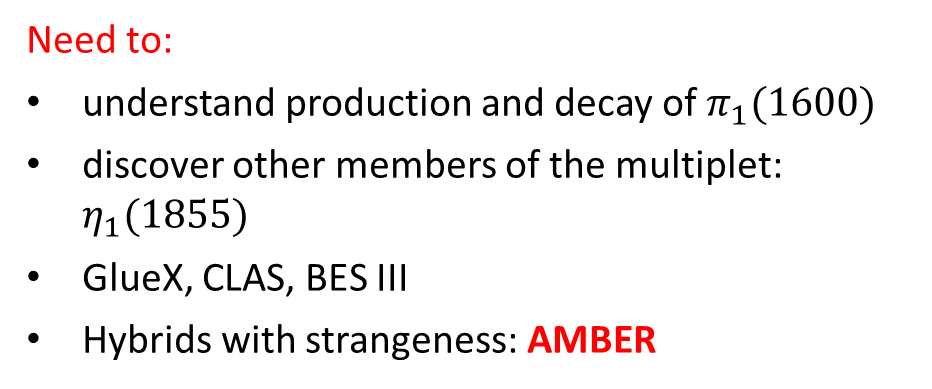 Need to:
• understand production and decay of π₁(1600)
• discover other members of the multiplet:
η₁(1855)
• GlueX, CLAS, BES III
• Hybrids with strangeness: AMBER